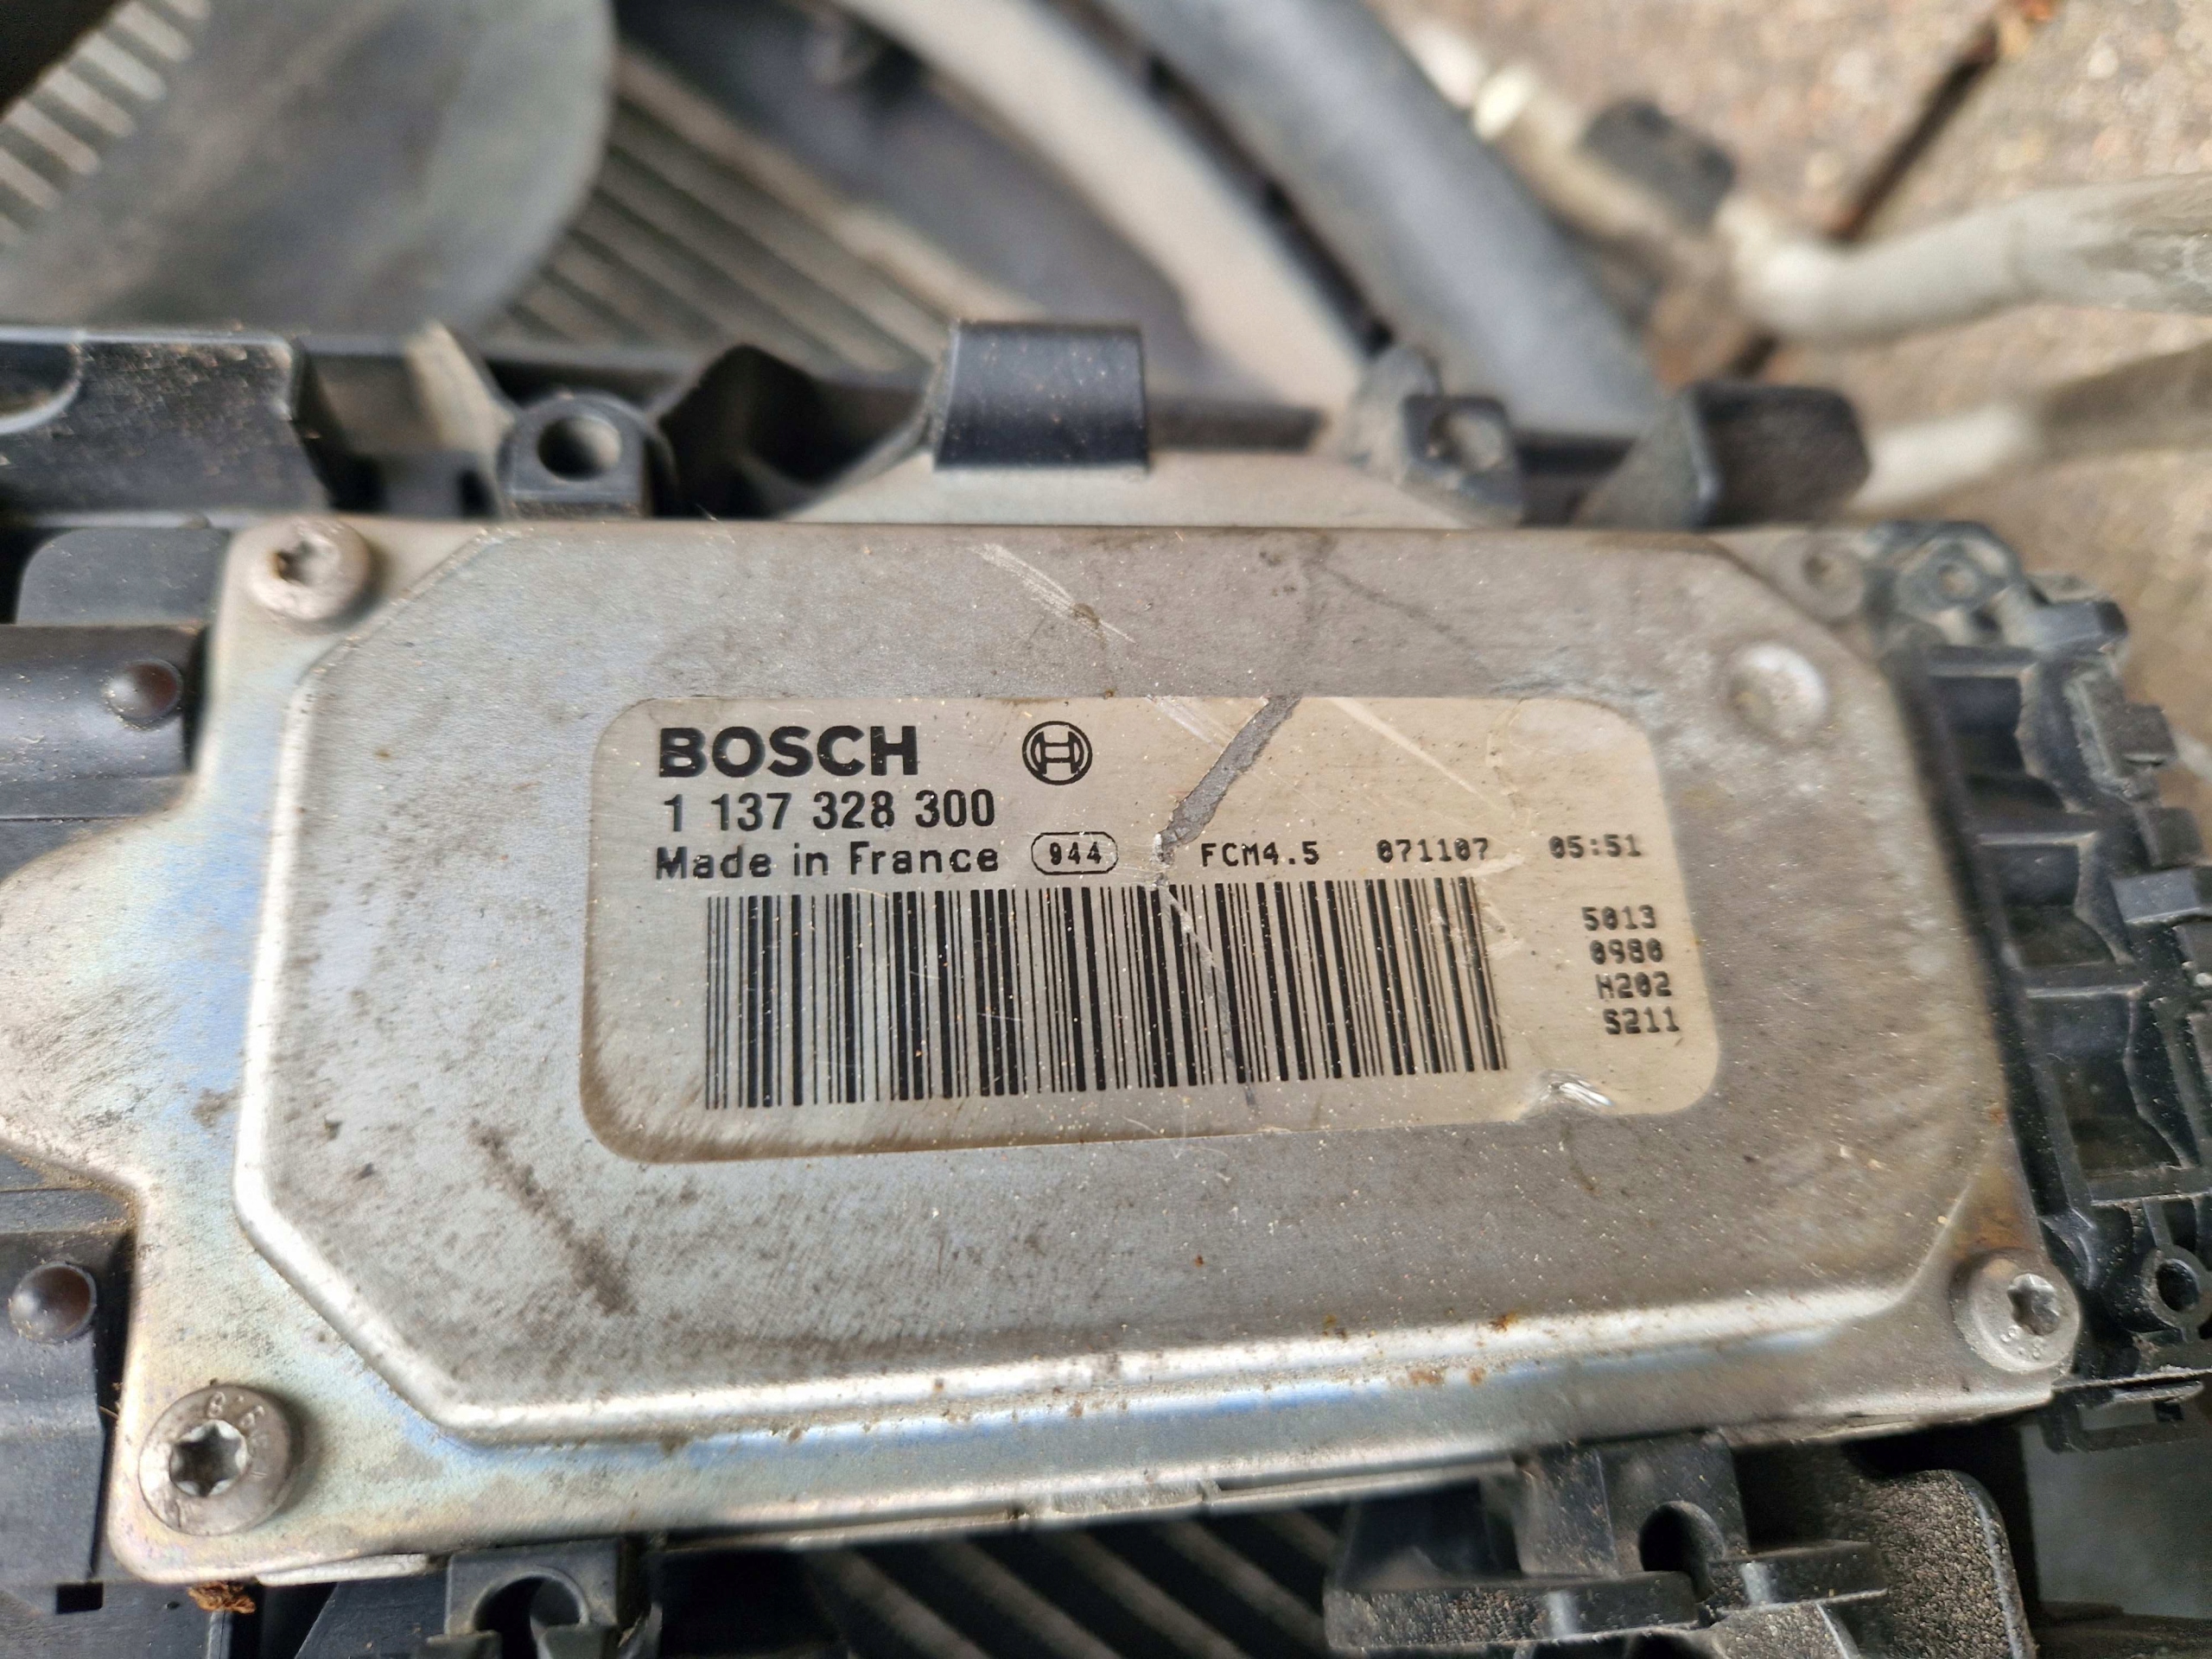 BOSCH
1 137 328 300
Made in France 944 FCM4.5 071107 05:51
5013
0980
H202
S211